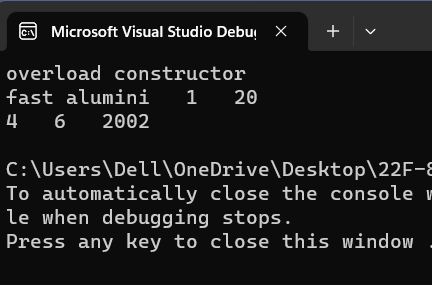 Microsoft Visual Studio Debu
overload constructor
fast alumini 1 20
4 6 2002
C:\Users\Dell\OneDrive\Desktop\22F-8
To automatically close the console w
le when debugging stops.
Press any key to close this window .